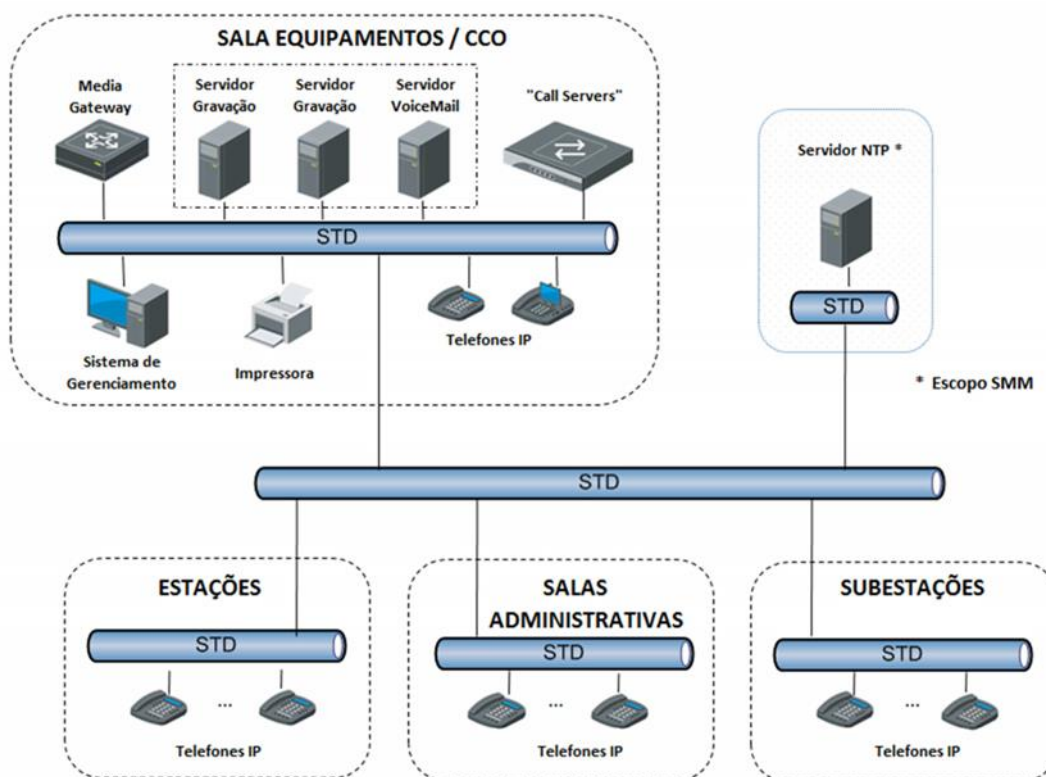 SALA EQUIPAMENTOS / CCO
Media
Gateway
Servidor
Gravação
Servidor
Gravação
Servidor
VoiceMail
"Call Servers"
STD
Sistema de
Gerenciamento
Impressora
Telefones IP
Servidor NTP *
STD
* Escopo SMM
STD
ESTAÇÕES
STD
...
Telefones IP
SALAS
ADMINISTRATIVAS
STD
...
Telefones IP
SUBESTAÇÕES
STD
...
Telefones IP